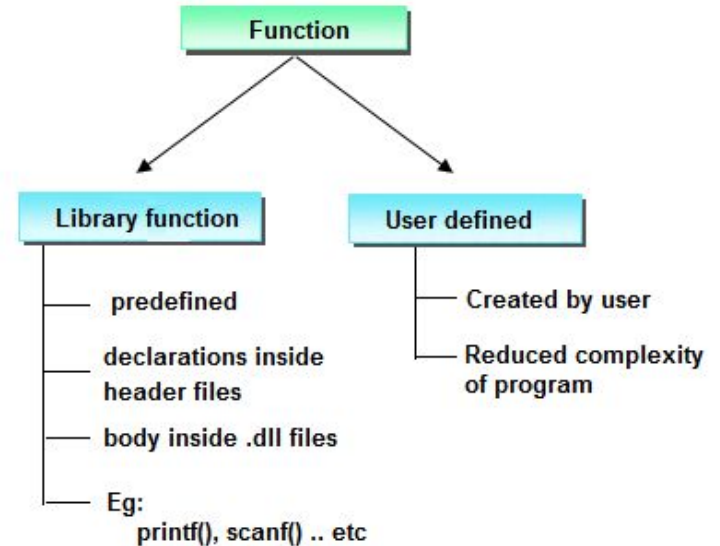 Function
Library function
predefined
declarations inside
header files
body inside .dll files
Eg:
printf(), scanf() .. etc
User defined
Created by user
Reduced complexity
of program